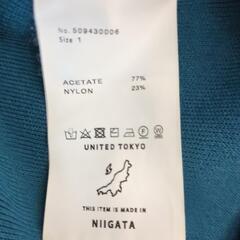 No. 509430006
Size 1
ACETATE 77%
NYLON 23%
UNITED TOKYO
THIS ITEM IS MADE IN
NIIGATA